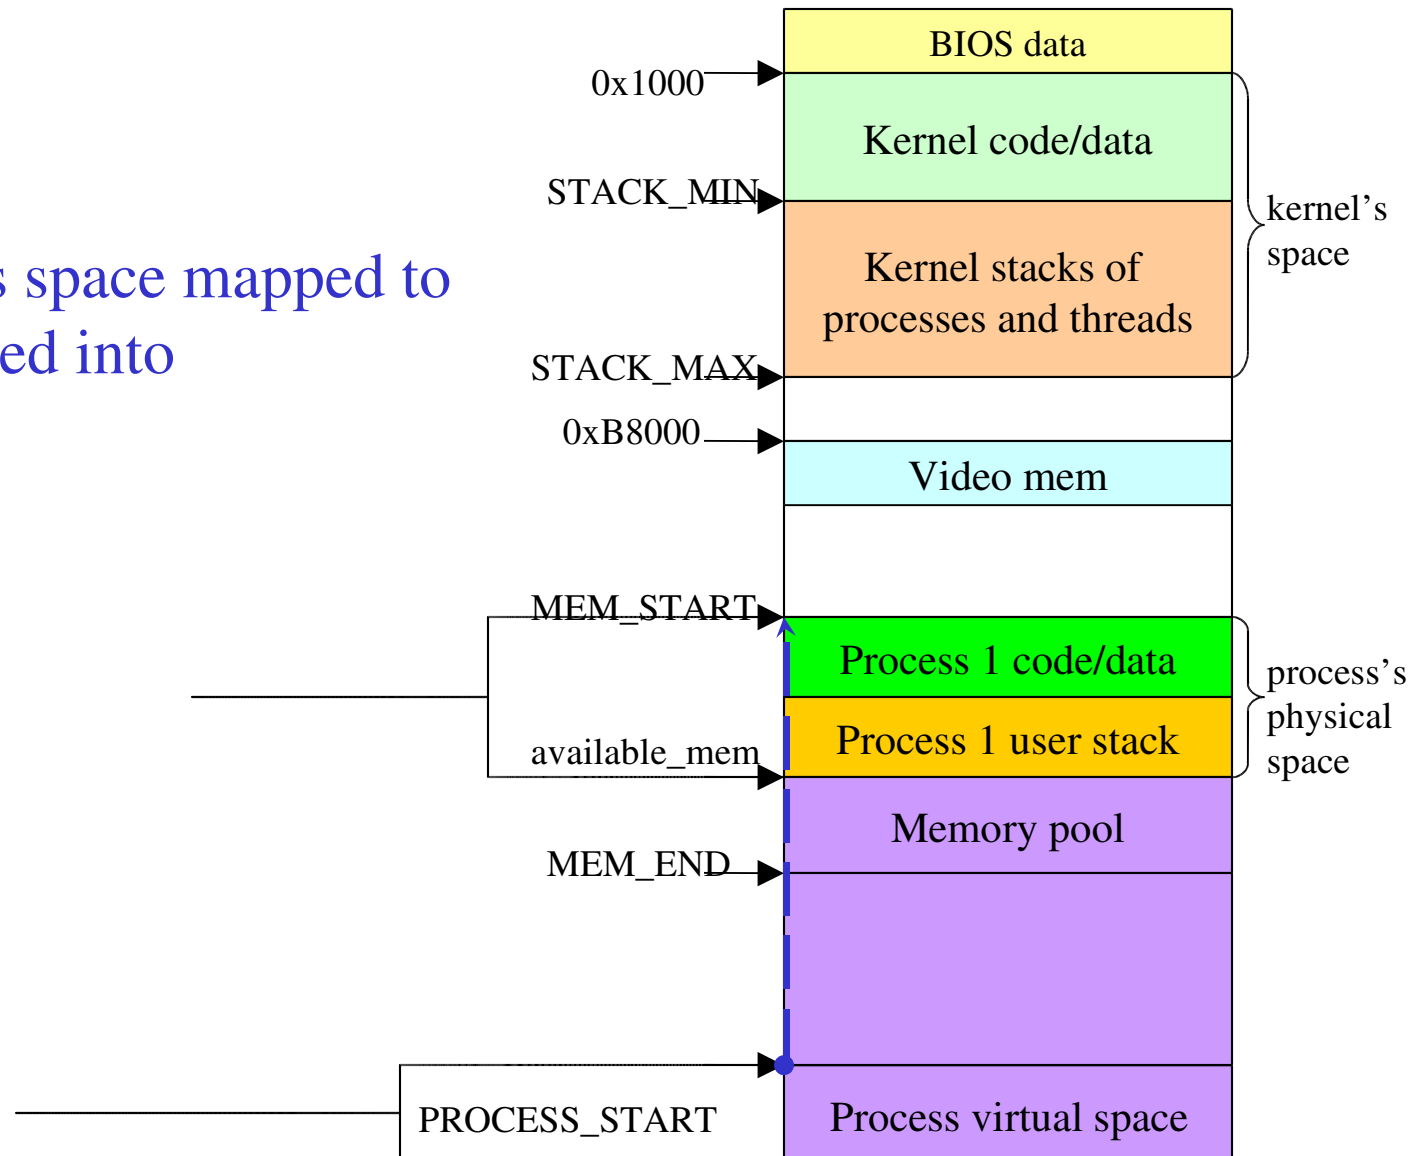 BIOS data
0x1000
Kernel code/data
STACK_MIN
kernel's
space
s space mapped to
ed into
Kernel stacks of
processes and threads
STACK_MAX
0xB8000
Video mem
MEM_START
Process 1 code/data
process's
physical
space
Process 1 user stack
available_mem
Memory pool
MEM_END
PROCESS_START
Process virtual space